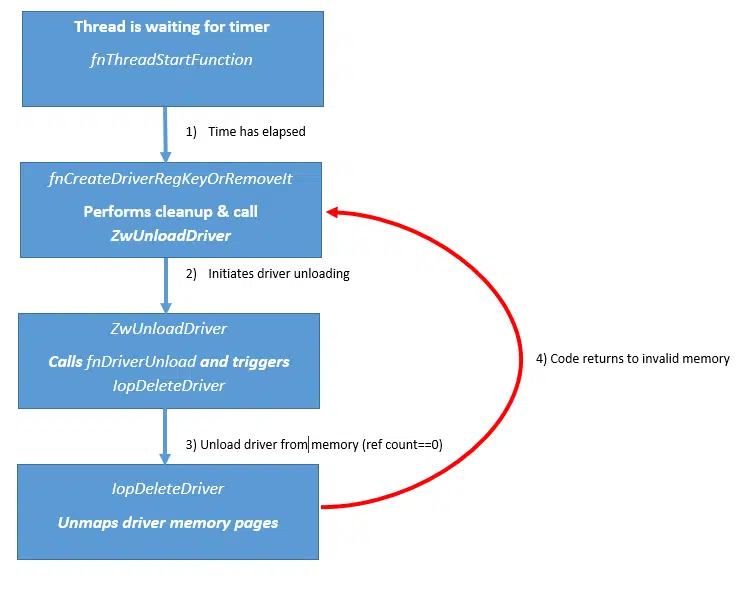 Thread is waiting for timer
fnThreadStartFunction
1) Time has elapsed
fnCreateDriverRegKeyOrRemoveIt
Performs cleanup & call
ZwUnloadDriver
2) Initiates driver unloading
ZwUnloadDriver
Calls fnDriverUnload and triggers
IopDeleteDriver
4) Code returns to invalid memory
3) Unload driver from memory (ref count==0)
IopDeleteDriver
Unmaps driver memory pages